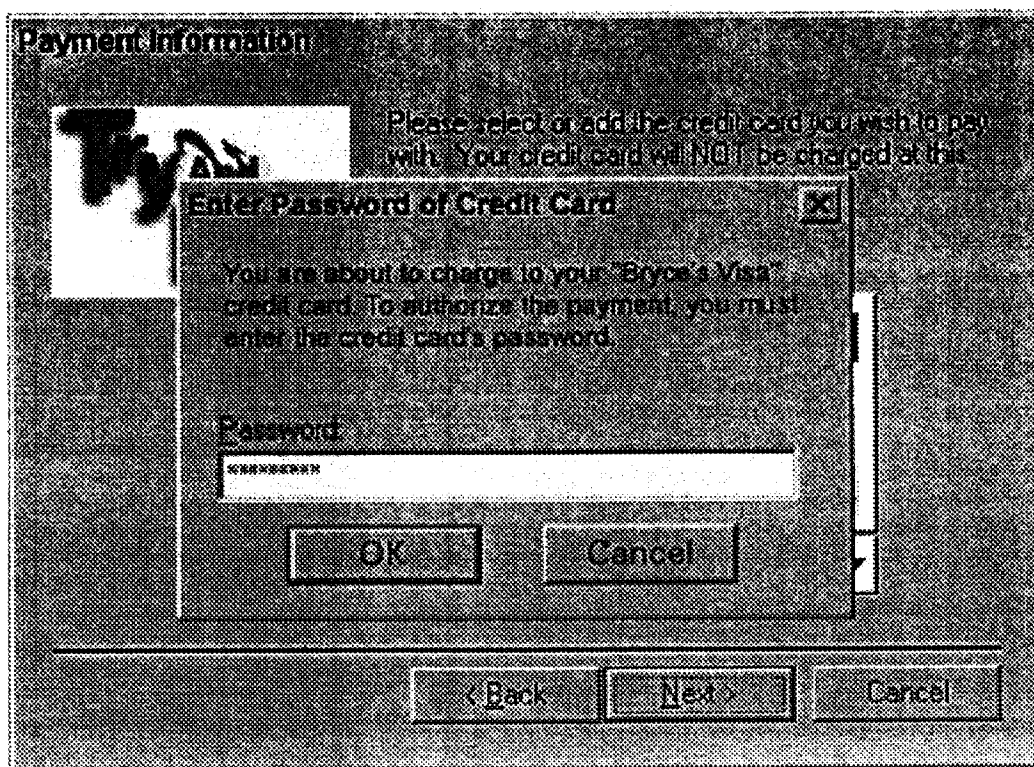 Payment Information
Try And
Please select or add the credit card you wish to pay
with. Your credit card will NOT be charged at this
Enter Password of Credit Card
You are about to charge to your "Bryce's Visa"
credit card. To authorize the payment, you must
enter the credit card's password.
Password:
*********
OK
Cancel
< Back
Next >
Cancel